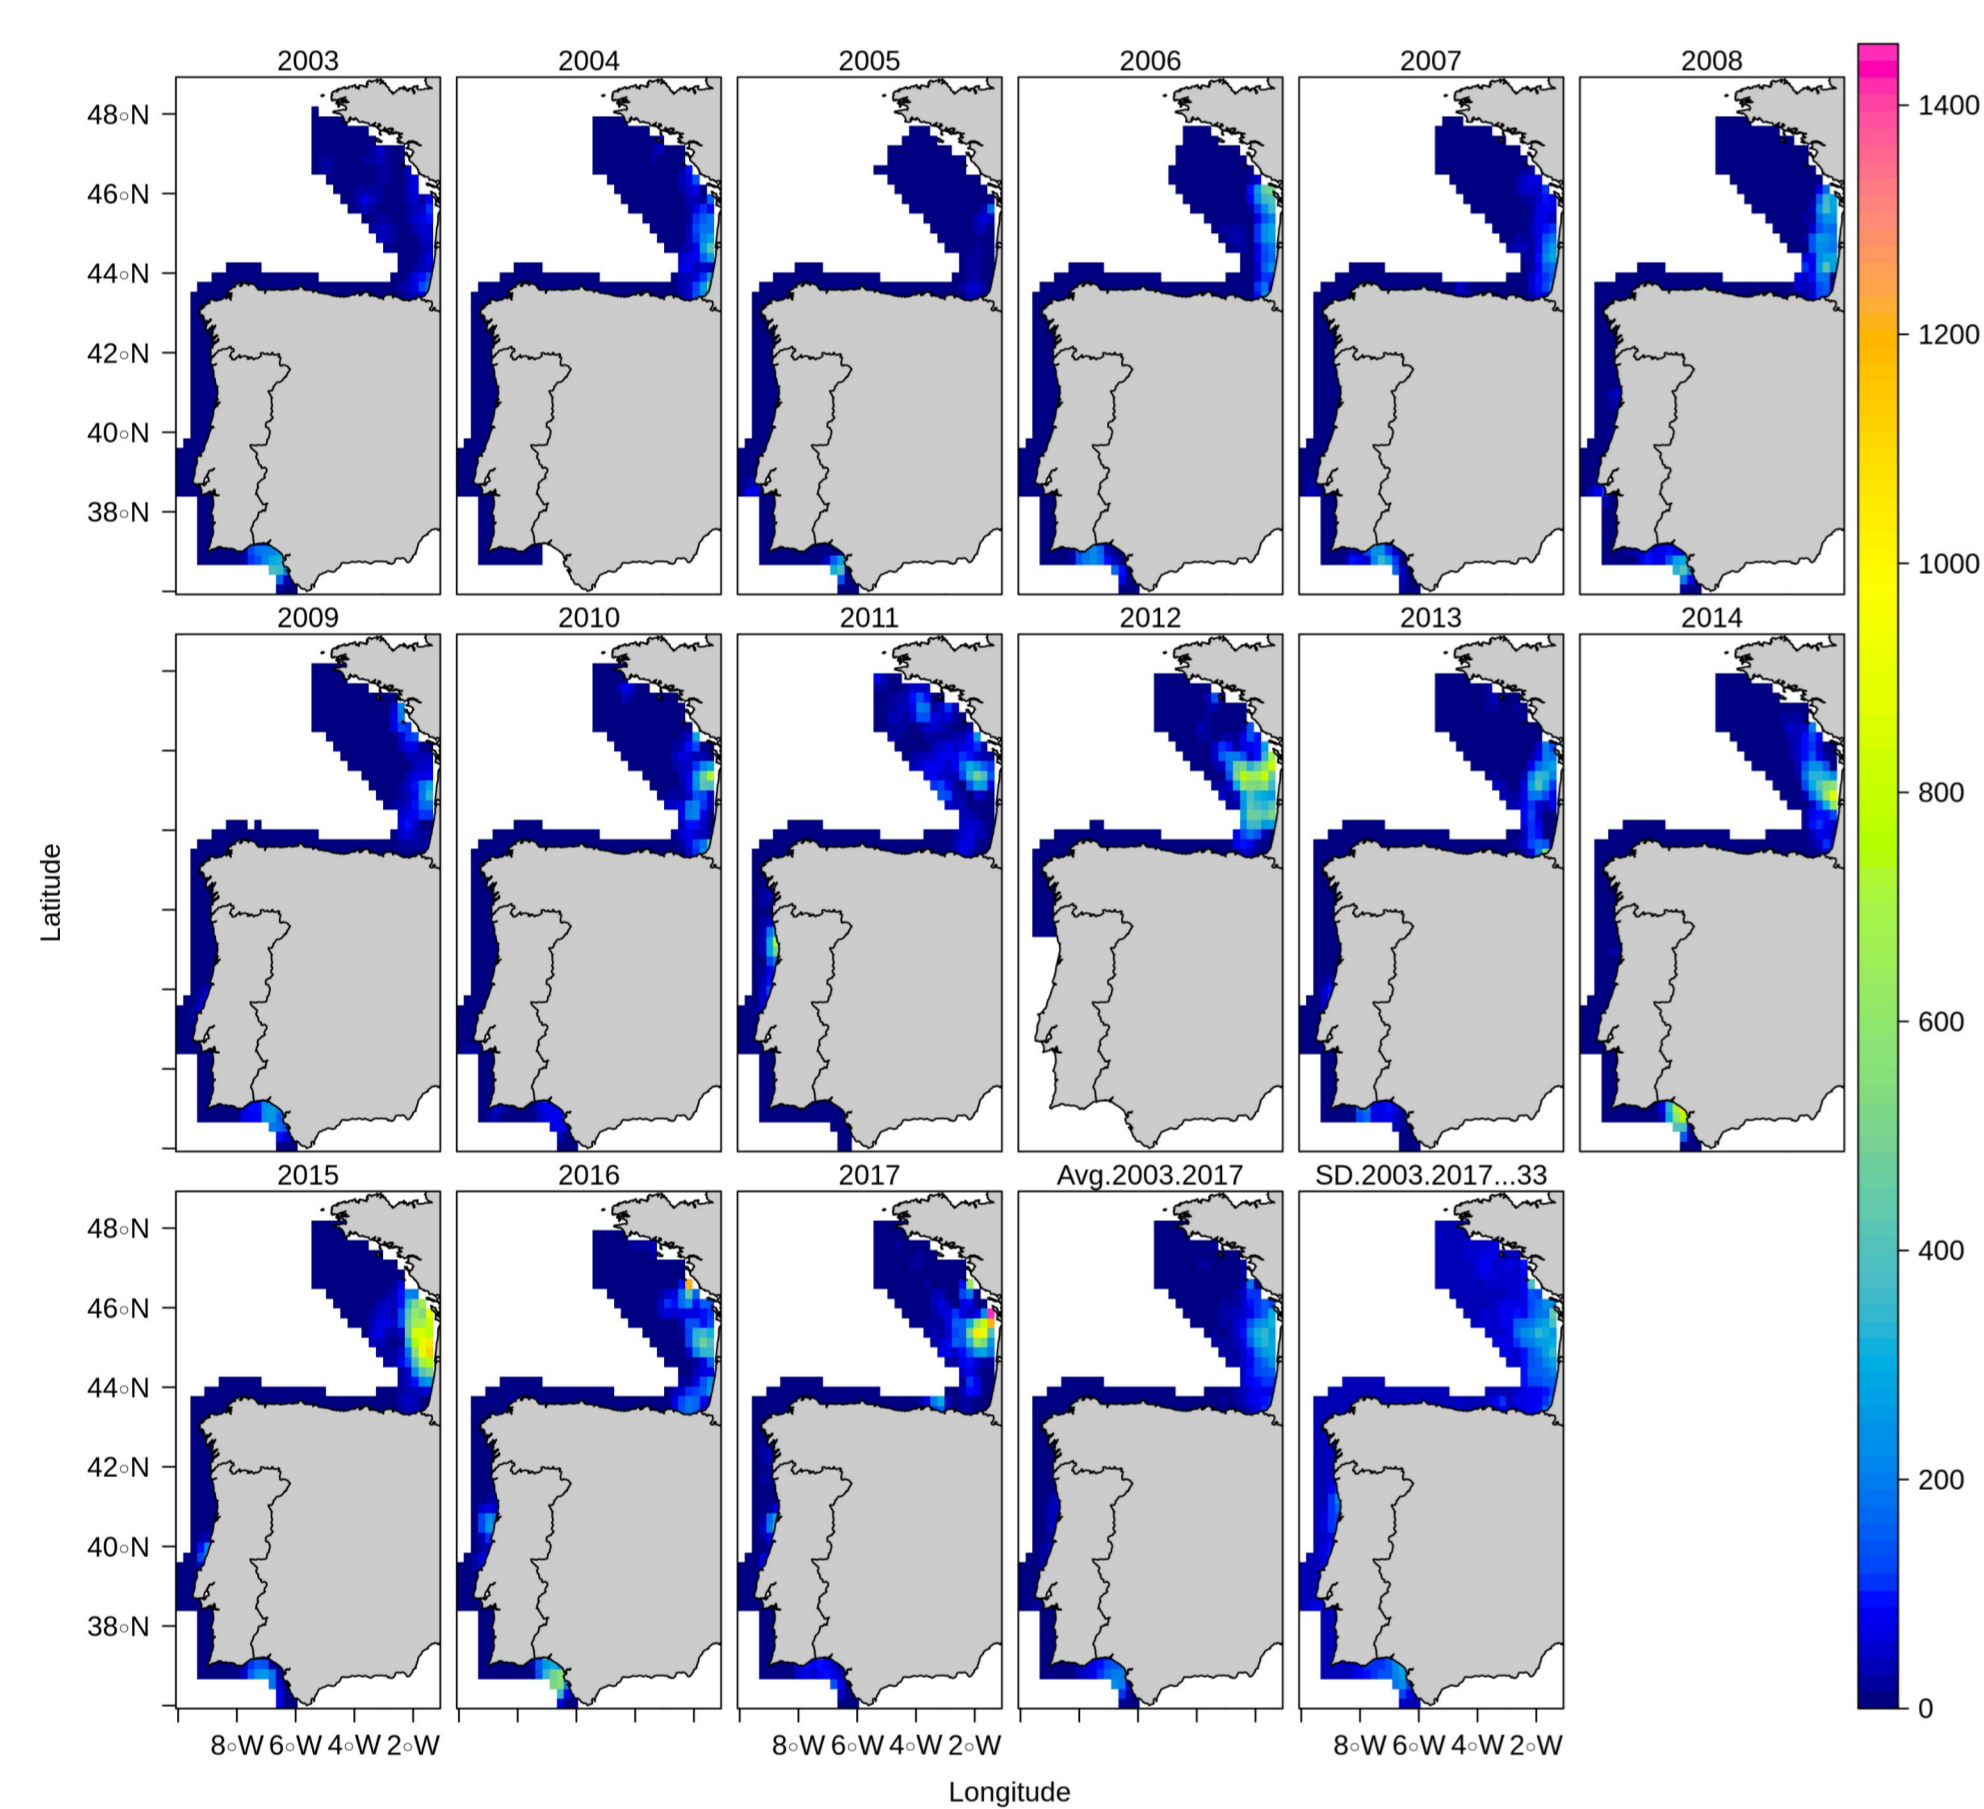 2003 2004 2005 2006 2007 2008
48◦N
46◦N
44◦N
42◦N
40◦N
38◦N
2009 2010 2011 2012 2013 2014
2015 2016 2017 Avg.2003.2017 SD.2003.2017...33
48◦N
46◦N
44◦N
42◦N
40◦N
38◦N
8◦W 6◦W 4◦W 2◦W 8◦W 6◦W 4◦W 2◦W 8◦W 6◦W 4◦W 2◦W
Longitude
Latitude
1400
1200
1000
800
600
400
200
0